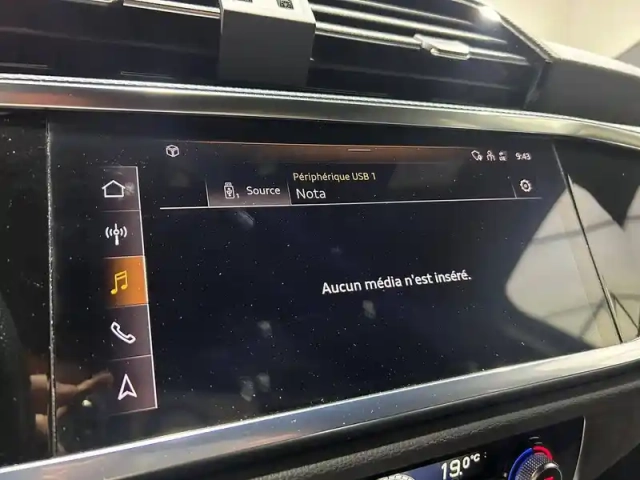 9:43
Périphérique USB 1
Source
Nota
Aucun média n'est inséré.
19.0°C